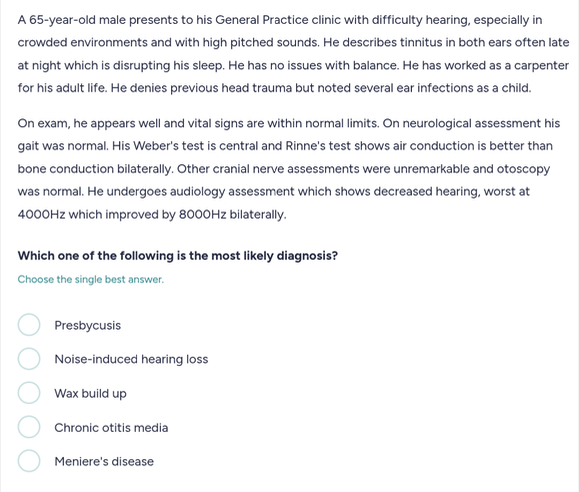 A 65-year-old male presents to his General Practice clinic with difficulty hearing, especially in
crowded environments and with high pitched sounds. He describes tinnitus in both ears often late
at night which is disrupting his sleep. He has no issues with balance. He has worked as a carpenter
for his adult life. He denies previous head trauma but noted several ear infections as a child.
On exam, he appears well and vital signs are within normal limits. On neurological assessment his
gait was normal. His Weber's test is central and Rinne's test shows air conduction is better than
bone conduction bilaterally. Other cranial nerve assessments were unremarkable and otoscopy
was normal. He undergoes audiology assessment which shows decreased hearing, worst at
4000Hz which improved by 8000Hz bilaterally.
Which one of the following is the most likely diagnosis?
Choose the single best answer.
Presbycusis
Noise-induced hearing loss
Wax build up
Chronic otitis media
Meniere's disease